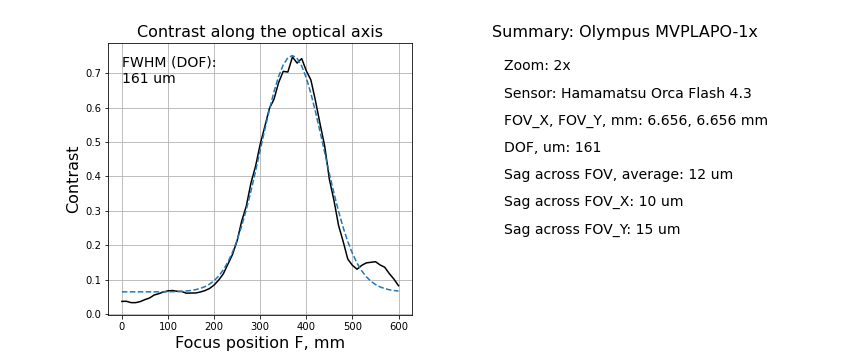 Contrast along the optical axis
FWHM (DOF):
161 um
0.7
0.6
0.5
0.4
0.3
0.2
0.1
0.0
Contrast
0 100 200 300 400 500 600
Focus position F, mm
Summary: Olympus MVPLAPO-1x
Zoom: 2x
Sensor: Hamamatsu Orca Flash 4.3
FOV_X, FOV_Y, mm: 6.656, 6.656 mm
DOF, um: 161
Sag across FOV, average: 12 um
Sag across FOV_X: 10 um
Sag across FOV_Y: 15 um